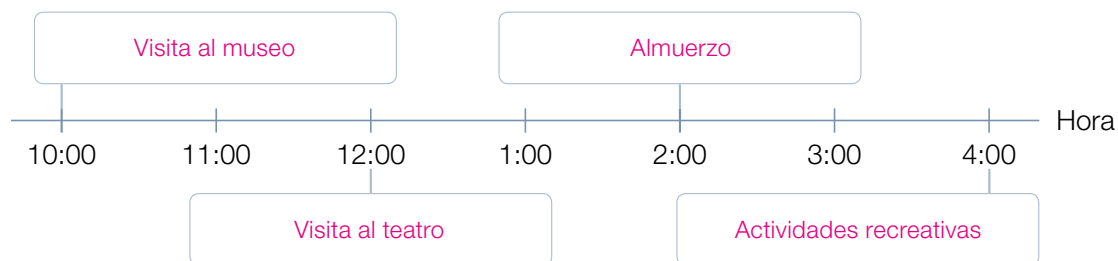 Visita al museo
Almuerzo
Hora
10:00 11:00 12:00 1:00 2:00 3:00 4:00
Visita al teatro
Actividades recreativas